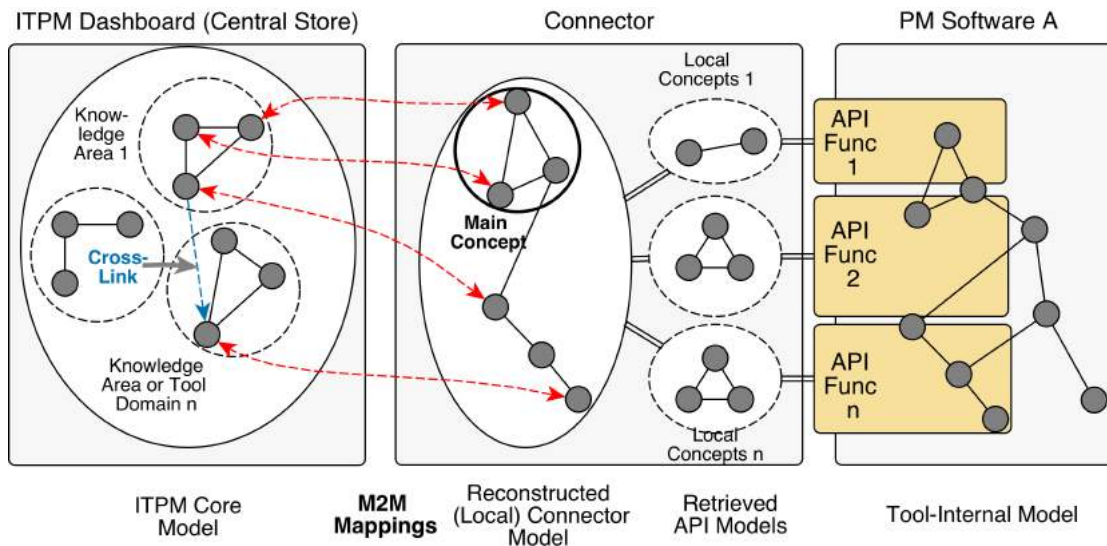 ITPM Dashboard (Central Store)
Connector
PM Software A
Know-
ledge
Area 1
Cross-
Link
Knowledge
Area or Tool
Domain n
Main
Concept
Local
Concepts 1
Local
Concepts n
API
Func
1
API
Func
2
API
Func
n
ITPM Core
Model
M2M
Mappings
Reconstructed
(Local) Connector
Model
Retrieved
API Models
Tool-Internal Model